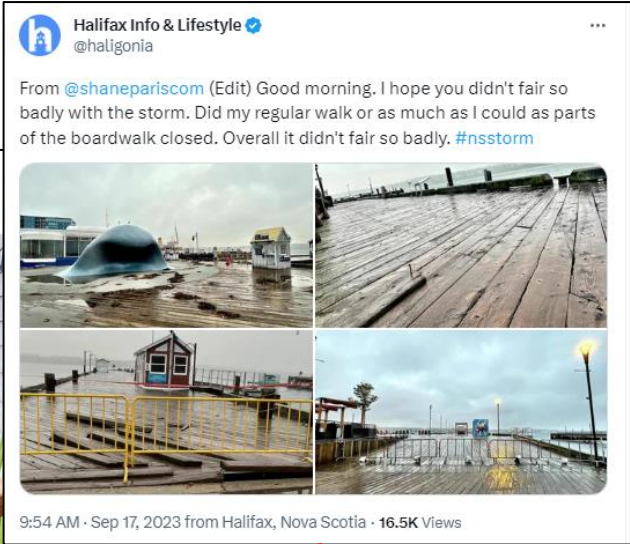 Halifax Info & Lifestyle
@haligonia
From @shanepariscom (Edit) Good morning. I hope you didn't fair so
badly with the storm. Did my regular walk or as much as I could as parts
of the boardwalk closed. Overall it didn't fair so badly. #nsstorm
9:54 AM · Sep 17, 2023 from Halifax, Nova Scotia · 16.5K Views